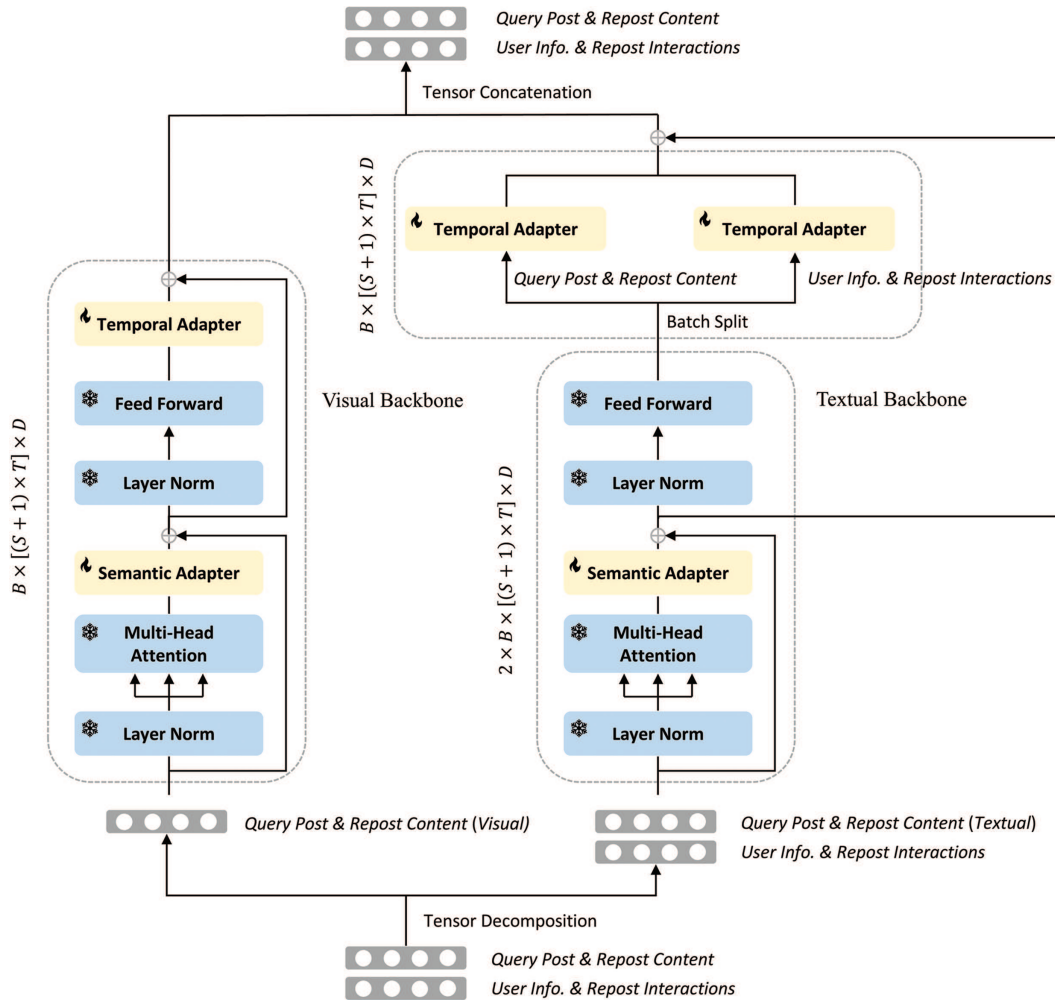 Query Post & Repost Content
User Info. & Repost Interactions
Tensor Concatenation
B × [(S + 1) × T] × D
Temporal Adapter
Temporal Adapter
Query Post & Repost Content
User Info. & Repost Interactions
Batch Split
Temporal Adapter
Feed Forward
Visual Backbone
Layer Norm
B × [(S + 1) × T] × D
Semantic Adapter
Multi-Head
Attention
Layer Norm
Feed Forward
Textual Backbone
Layer Norm
2 × B × [(S + 1) × T] × D
Semantic Adapter
Multi-Head
Attention
Layer Norm
Query Post & Repost Content (Visual)
Query Post & Repost Content (Textual)
User Info. & Repost Interactions
Tensor Decomposition
Query Post & Repost Content
User Info. & Repost Interactions